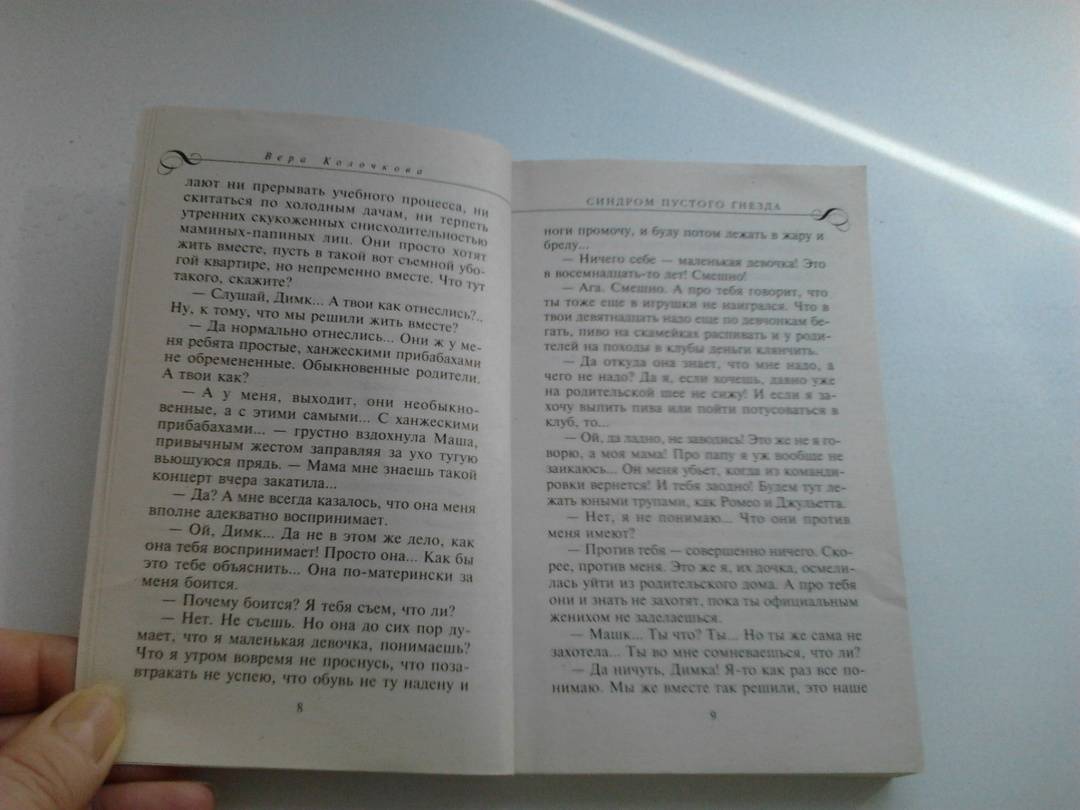 Вера Колочкова
лают ни прерывать учебного процесса, ни
скитаться по холодным дачам, ни терпеть
утренних скукоженных снисходительностью
маминых-папиных лиц. Они просто хотят
жить вместе, пусть в такой вот съемной убо-
гой квартире, но непременно вместе. Что тут
такого, скажите?
— Слушай, Димк... А твои как отнеслись?..
Ну, к тому, что мы решили жить вместе?
— Да нормально отнеслись... Они ж у ме-
ня ребята простые, ханжескими прибабахами
не обремененные. Обыкновенные родители.
А твои как?
— А у меня, выходит, они необыкно-
венные, а с этими самыми... С ханжескими
прибабахами... — грустно вздохнула Маша,
привычным жестом заправляя за ухо тугую
вьющуюся прядь. — Мама мне знаешь такой
концерт вчера закатила...
— Да? А мне всегда казалось, что она меня
вполне адекватно воспринимает.
— Ой, Димк... Да не в этом же дело, как
она тебя воспринимает! Просто она... Как бы
это тебе объяснить... Она по-матерински за
меня боится.
— Почему боится? Я тебя съем, что ли?
— Нет. Не съешь. Но она до сих пор ду-
мает, что я маленькая девочка, понимаешь?
Что я утром вовремя не проснусь, что поза-
втракать не успею, что обувь не ту надену и
8
СИНДРОМ ПУСТОГО ГНЕЗДА
ноги промочу, и буду потом лежать в жару и
бреду...
— Ничего себе — маленькая девочка! Это
в восемнадцать-то лет! Смешно!
— Ага. Смешно. А про тебя говорит, что
ты тоже еще в игрушки не наигрался. Что в
твои девятнадцать надо еще по девчонкам бе-
гать, пиво на скамейках распивать и у роди-
телей на походы в клубы деньги клянчить.
— Да откуда она знает, что мне надо, а
чего не надо? Да я, если хочешь, давно уже
на родительской шее не сижу! И если я за-
хочу выпить пива или пойти потусоваться в
клуб, то...
— Ой, да ладно, не заводись! Это же не я го-
ворю, а моя мама! Про папу я уж вообще не
заикаюсь... Он меня убьет, когда из команди-
ровки вернется! И тебя заодно! Будем тут ле-
жать юными трупами, как Ромео и Джульетта.
— Нет, я не понимаю... Что они против
меня имеют?
— Против тебя — совершенно ничего. Ско-
рее, против меня. Это же я, их дочка, осмели-
лась уйти из родительского дома. А про тебя
они и знать не захотят, пока ты официальным
женихом не заделаешься.
— Машк... Ты что? Ты... Но ты же сама не
захотела... Ты во мне сомневаешься, что ли?
— Да ничуть, Димка! Я-то как раз все по-
нимаю. Мы же вместе так решили, это наше
9